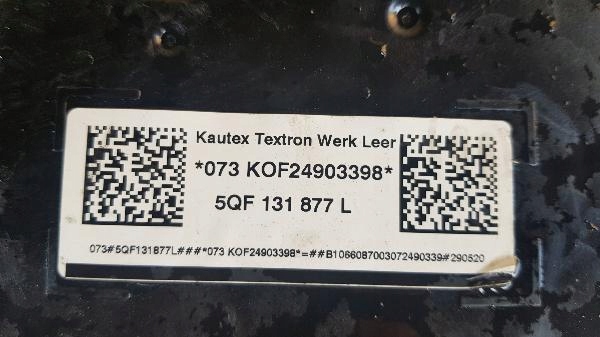 Kautex Textron Werk Leer
*073 KOF24903398*
5QF 131 877 L
073#5QF131877L###*073 KOF24903398*=##B1066087003072490339#290520